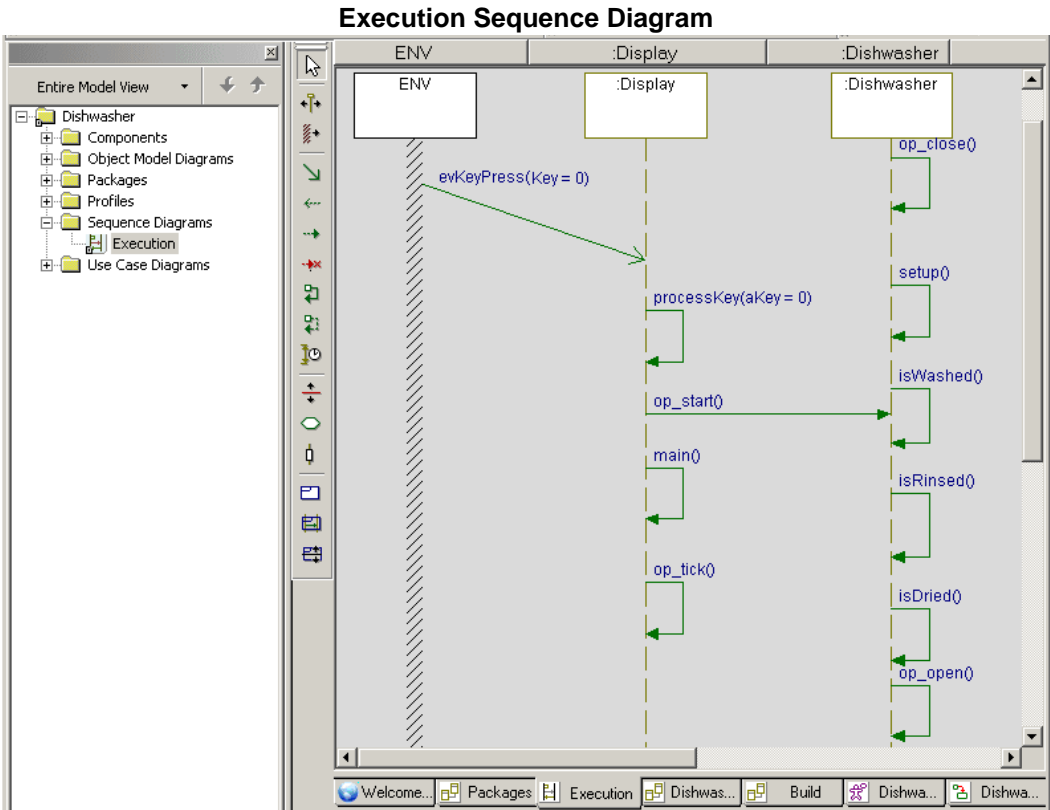 Execution Sequence Diagram
Entire Model View
Dishwasher
Components
Object Model Diagrams
Packages
Profiles
Sequence Diagrams
Execution
Use Case Diagrams
ENV :Display :Dishwasher
ENV :Display :Dishwasher
op_close()
evKeyPress(Key = 0)
setup()
processKey(aKey = 0)
isWashed()
op_start()
main()
isRinsed()
op_tick()
isDried()
op_open()
Welcome... Packages Execution Dishwas... Build Dishwa... Dishwa...